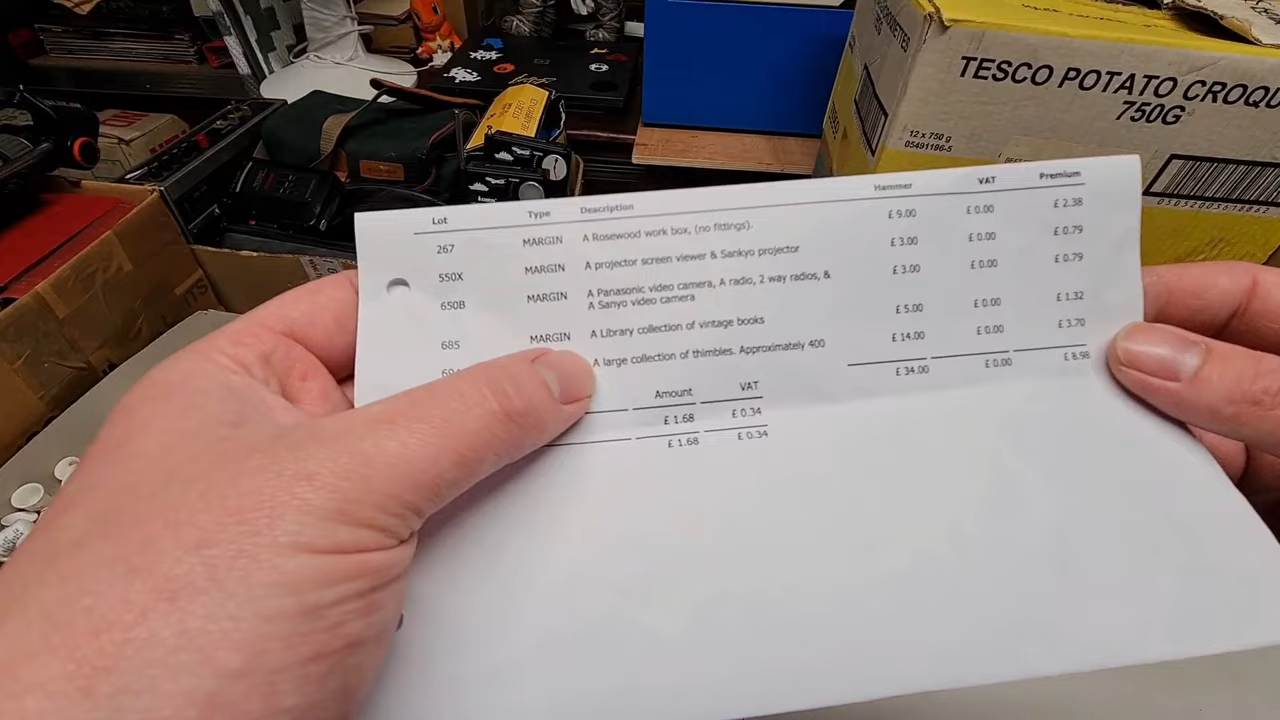 TESCO POTATO CROQU
750G
12 x 750 g
05491196-5
5052003678862
STEREO
HEADPHONES
Lot Type Description Hammer VAT Premium
267 MARGIN A Rosewood work box, (no fittings). £ 9.00 £ 0.00 £ 2.38
550X MARGIN A projector screen viewer & Sankyo projector £ 3.00 £ 0.00 £ 0.79
650B MARGIN A Panasonic video camera, A radio, 2 way radios, & £ 3.00 £ 0.00 £ 0.79
A Sanyo video camera
685 MARGIN A Library collection of vintage books £ 5.00 £ 0.00 £ 1.32
A large collection of thimbles. Approximately 400 £ 14.00 £ 0.00 £ 3.70
£ 34.00 £ 0.00 £ 8.98
Amount VAT
£ 1.68 £ 0.34
£ 1.68 £ 0.34